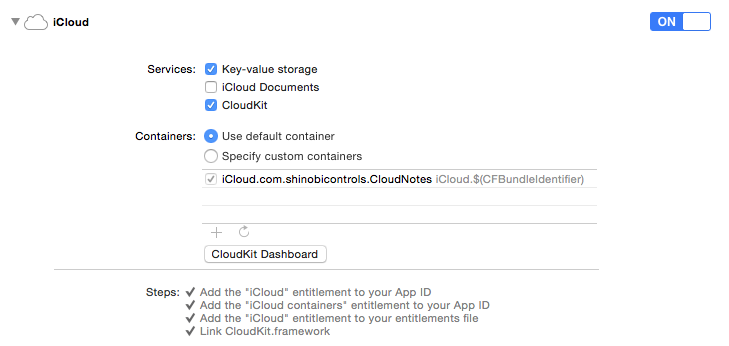 iCloud
ON
Services: Key-value storage
iCloud Documents
CloudKit
Containers: Use default container
Specify custom containers
iCloud.com.shinobicontrols.CloudNotes iCloud.$(CFBundleIdentifier)
CloudKit Dashboard
Steps: Add the "iCloud" entitlement to your App ID
Add the "iCloud containers" entitlement to your App ID
Add the "iCloud" entitlement to your entitlements file
Link CloudKit.framework